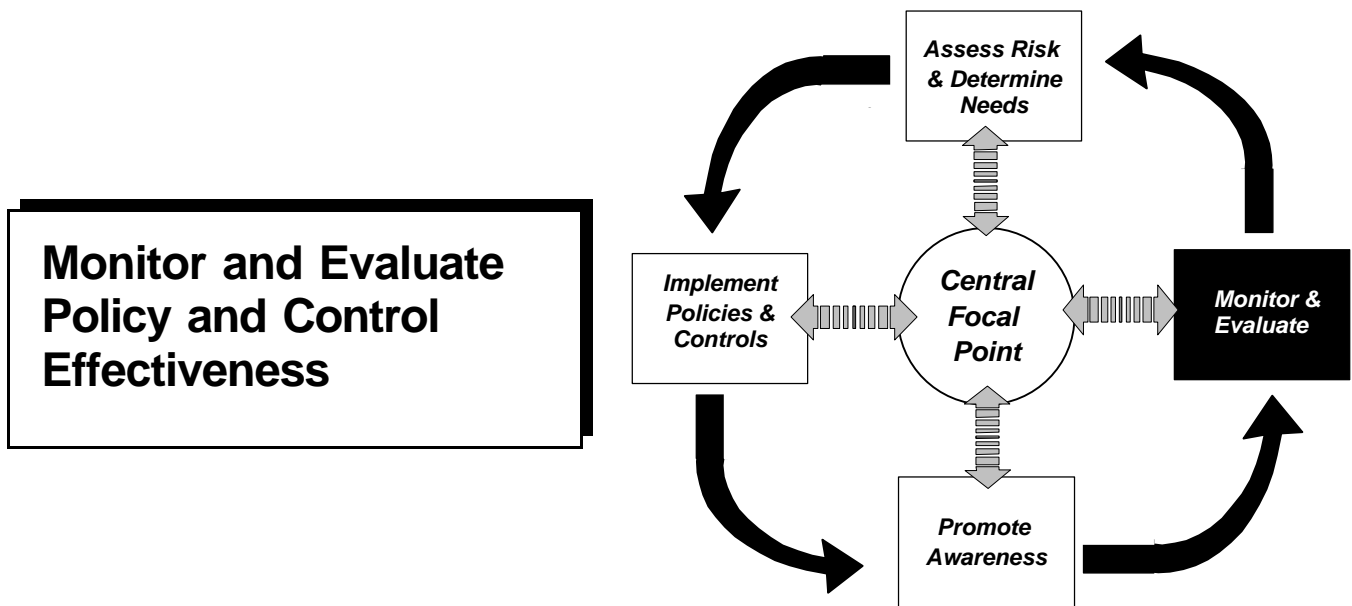 Monitor and Evaluate
Policy and Control
Effectiveness
Assess Risk
& Determine
Needs
Implement
Policies &
Controls
Central
Focal
Point
Monitor &
Evaluate
Promote
Awareness